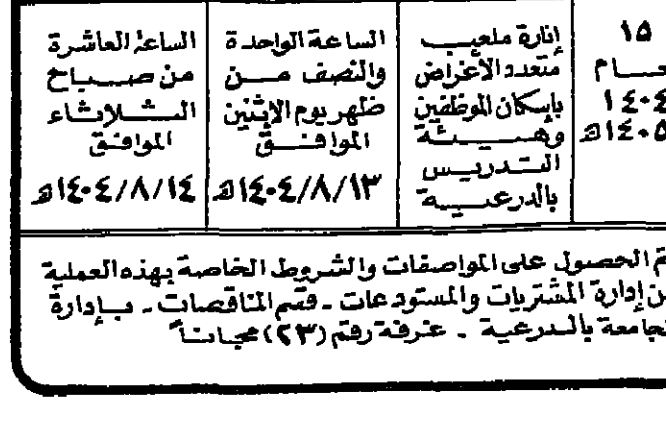 ١٥
عام
١٤٠٤
١٤٠٥هـ
إنارة ملعب
متعدد الأغراض
بإسكان الموظفين
وهيئة
التدريس
بالدرعية
الساعة الواحدة
والنصف من
ظهر يوم الإثنين
الموافق
١٤٠٤/٨/١٣هـ
الساعة العاشرة
من صباح
الثلاثاء
الموافق
١٤٠٤/٨/١٤هـ
تم الحصول على المواصفات والشروط الخاصة بهذه العملية
من إدارة المشتريات والمستودعات - قسم المناقصات - بإدارة
الجامعة بالدرعية - غرفة رقم (٢٣) مجاناً